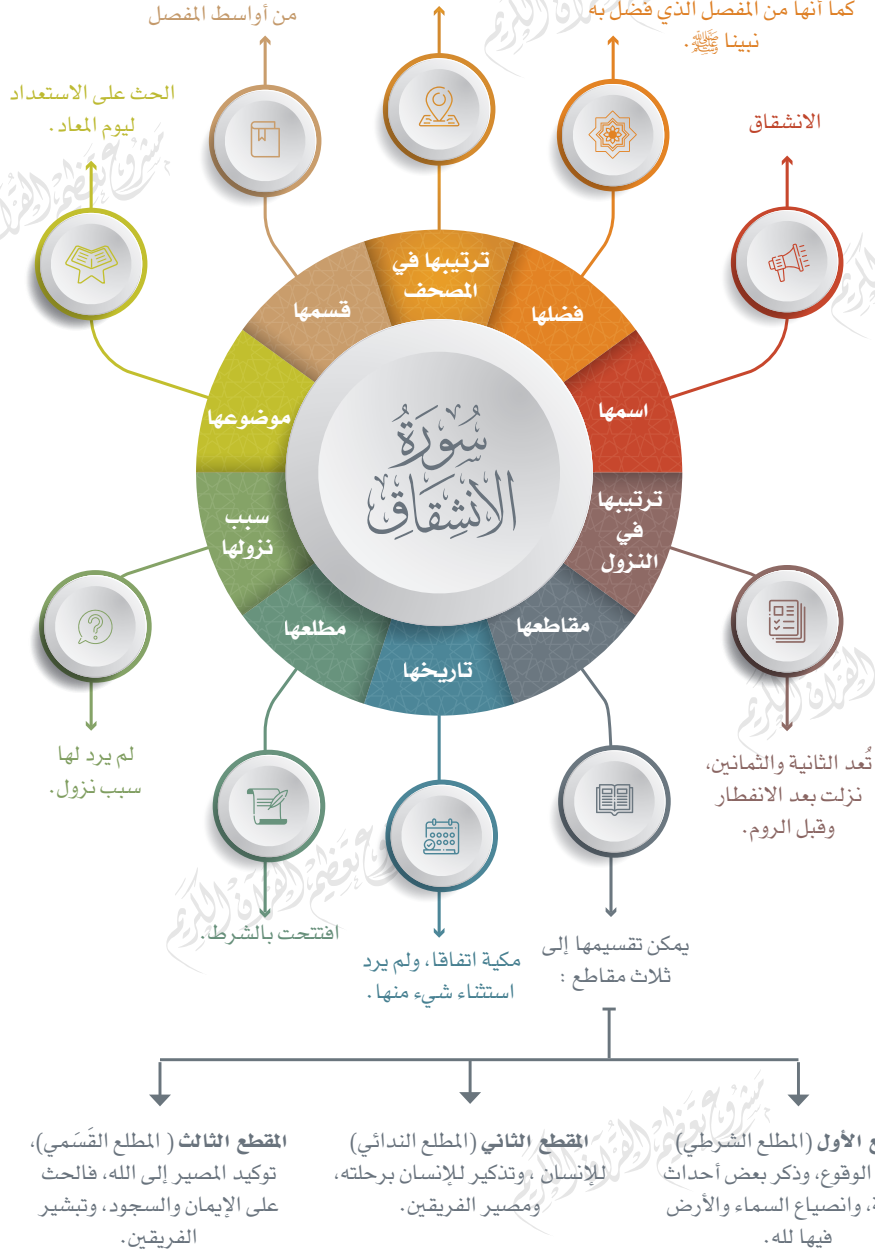 كما أنها من المفصل الذي فضل به
نبينا ﷺ.
من أواسط المفصل
الحث على الاستعداد
ليوم المعاد.
الانشقاق
ترتيبها في
المصحف
فضلها
قسمها
اسمها
موضوعها
سُورَةُ
الانشِقَاقِ
ترتيبها
في
النزول
سبب
نزولها
مقاطعها
مطلعها
تاريخها
تُعد الثانية والثمانين،
نزلت بعد الانفطار
وقبل الروم.
لم يرد لها
سبب نزول.
افتتحت بالشرط.
مكية اتفاقا، ولم يرد
استثناء شيء منها.
يمكن تقسيمها إلى
ثلاث مقاطع :
الأول (المطلع الشرطي)
الوقوع، وذكر بعض أحداث
وانصياع السماء والأرض
فيها لله.
المقطع الثاني (المطلع الندائي)
للإنسان ، وتذكير للإنسان برحلته،
ومصير الفريقين.
المقطع الثالث ( المطلع القَسَمي)،
توكيد المصير إلى الله، فالحث
على الإيمان والسجود، وتبشير
الفريقين.
مشروع تعظيم القرآن الكريم